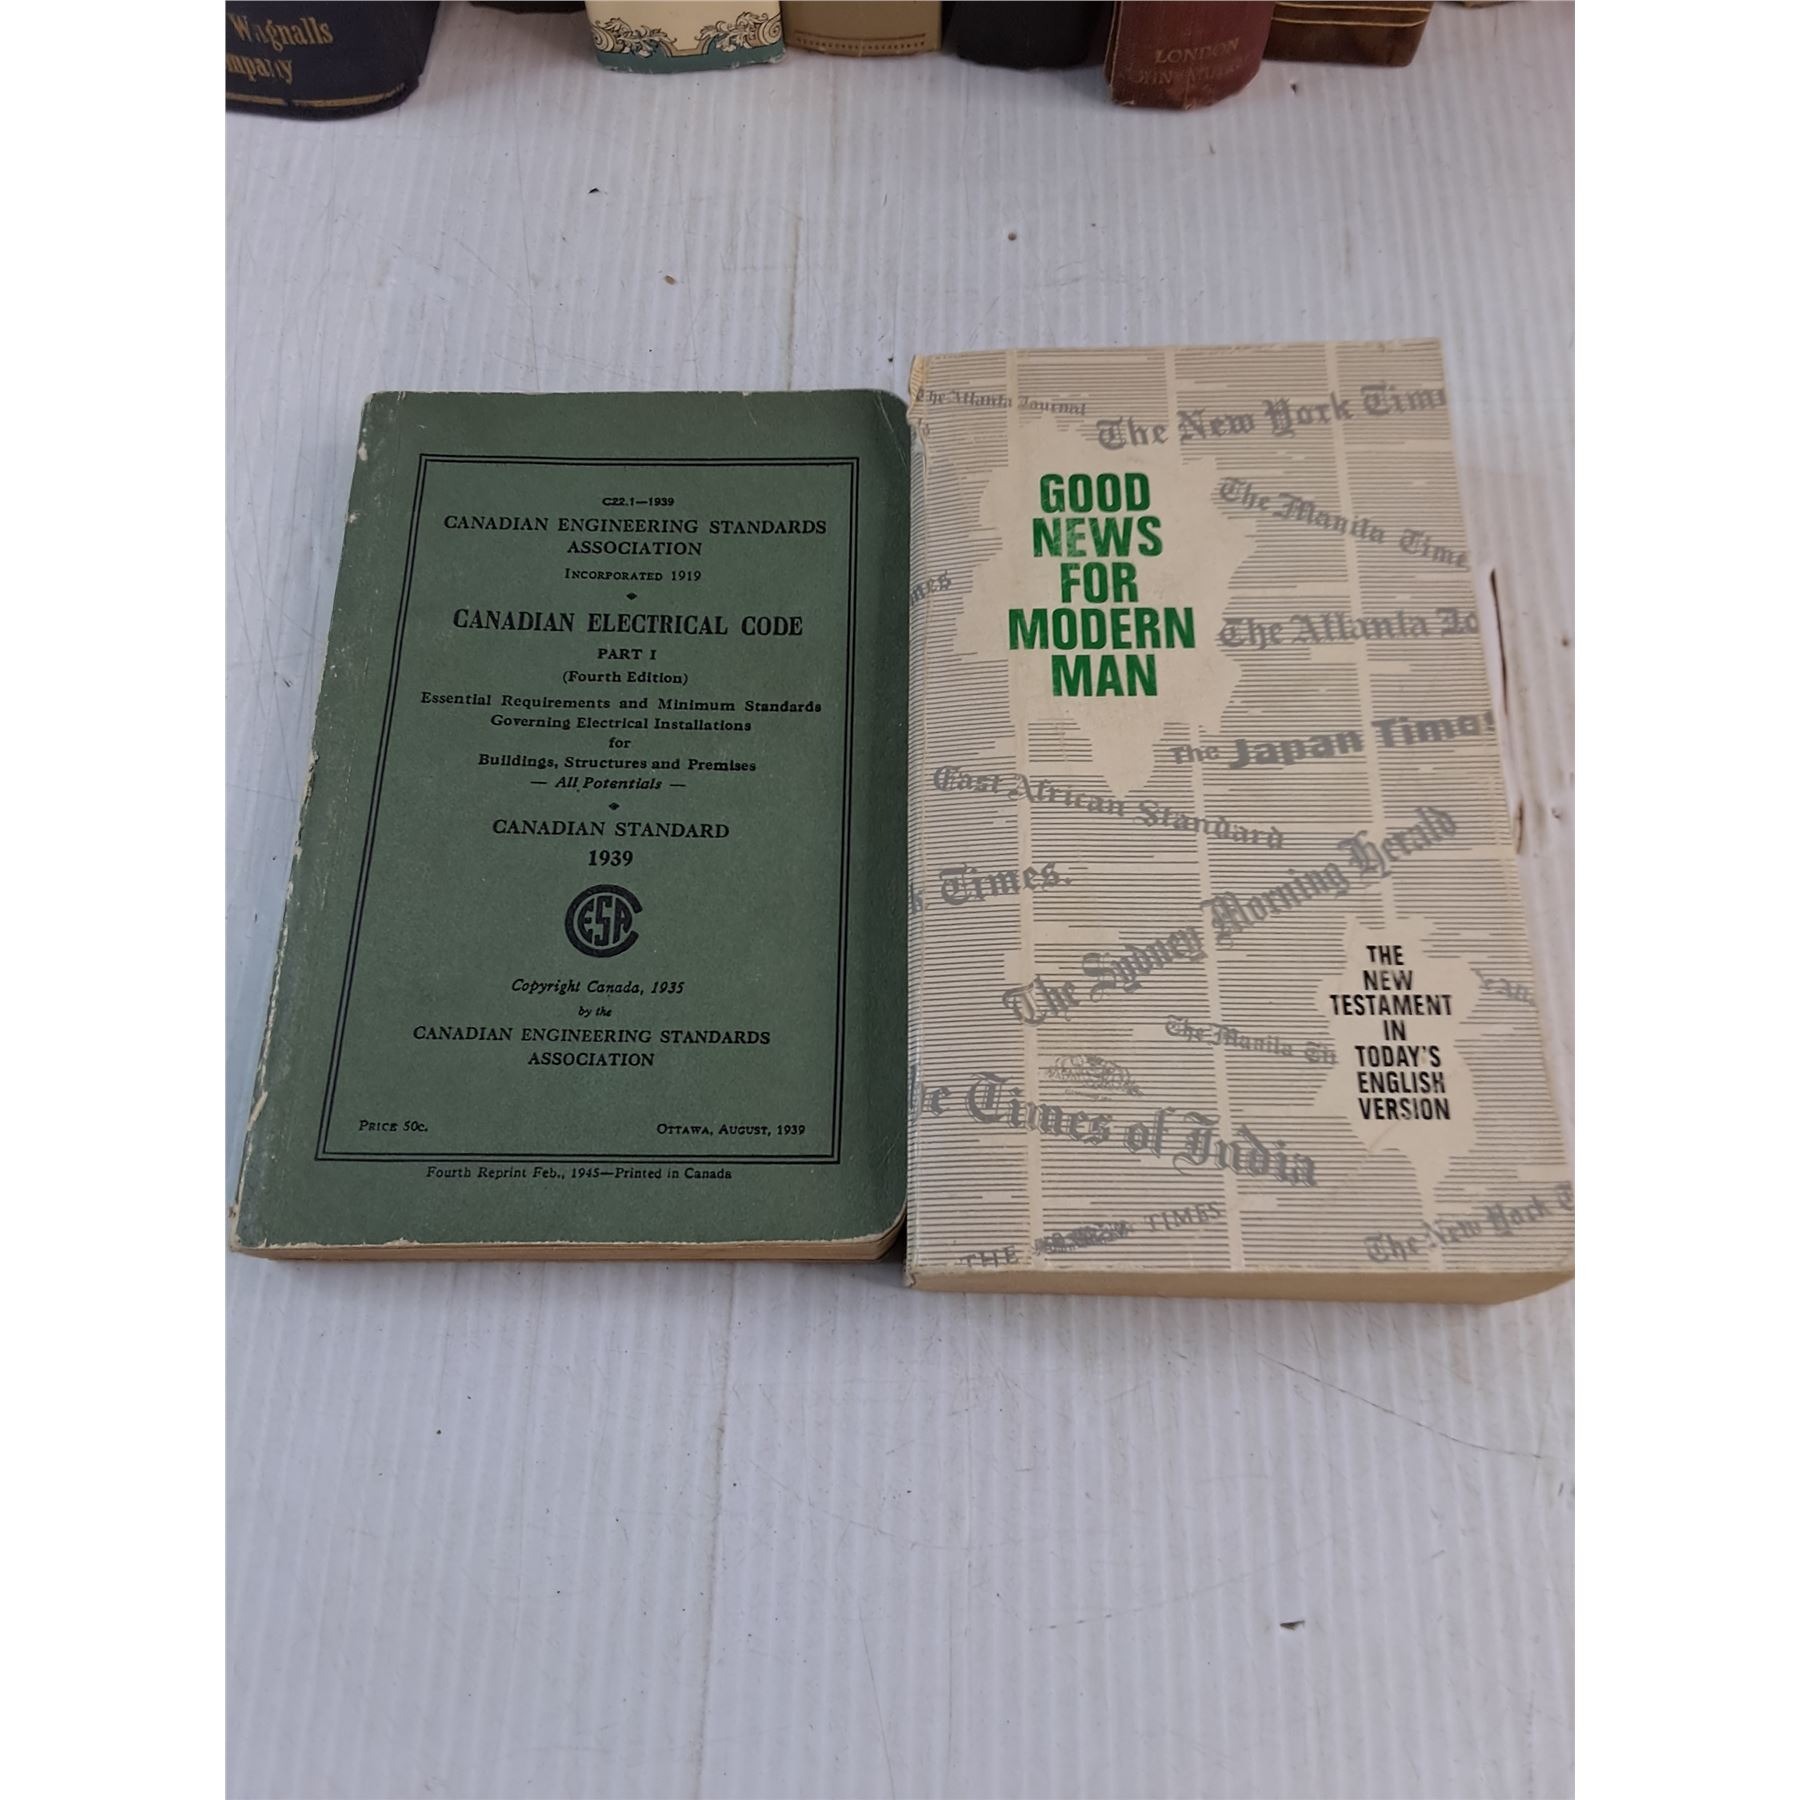 Wagnalls
LONDON
C22.1—1939
CANADIAN ENGINEERING STANDARDS
ASSOCIATION
INCORPORATED 1919
CANADIAN ELECTRICAL CODE
PART I
(Fourth Edition)
Essential Requirements and Minimum Standards
Governing Electrical Installations
for
Buildings, Structures and Premises
— All Potentials —
CANADIAN STANDARD
1939
CESA
Copyright Canada, 1935
by the
CANADIAN ENGINEERING STANDARDS
ASSOCIATION
PRICE 50c.
OTTAWA, AUGUST, 1939
Fourth Reprint Feb., 1945—Printed in Canada
The Atlanta Journal
The New York Tim
GOOD
NEWS
FOR
MODERN
MAN
The Manila Time
The Atlanta Jo
The Japan Times
East African Standard
Times.
The Sydney Morning Herald
THE
NEW
TESTAMENT
IN
TODAY'S
ENGLISH
VERSION
The Manila Ti
Times of India
THE
TIMES
The New York T